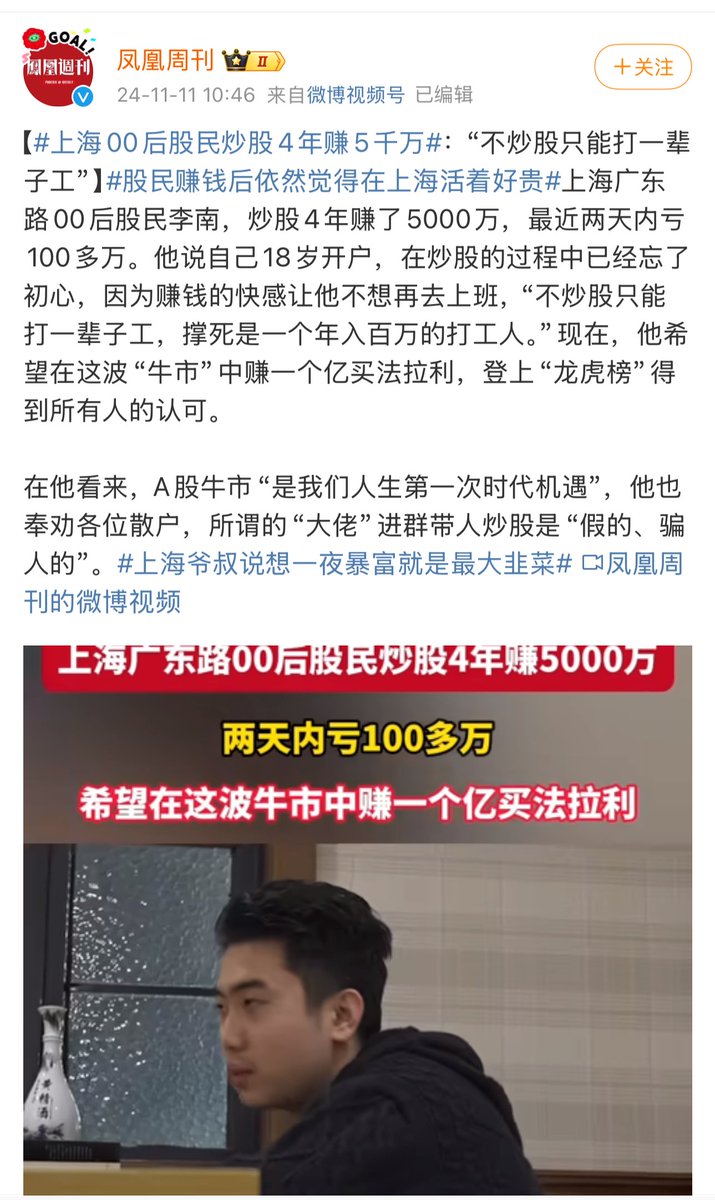 GOAL!
鳳凰週刊
凤凰周刊 II
+关注
24-11-11 10:46 来自微博视频号 已编辑
【#上海00后股民炒股4年赚5千万#：“不炒股只能打一辈
子工”】#股民赚钱后依然觉得在上海活着好贵#上海广东
路00后股民李南，炒股4年赚了5000万，最近两天内亏
100多万。他说自己18岁开户，在炒股的过程中已经忘了
初心，因为赚钱的快感让他不想再去上班，“不炒股只能
打一辈子工，撑死是一个年入百万的打工人。”现在，他希
望在这波“牛市”中赚一个亿买法拉利，登上“龙虎榜”得
到所有人的认可。
在他看来，A股牛市“是我们人生第一次时代机遇”，他也
奉劝各位散户，所谓的“大佬”进群带人炒股是“假的、骗
人的”。#上海爷叔说想一夜暴富就是最大韭菜# 凤凰周
刊的微博视频
上海广东路00后股民炒股4年赚5000万
两天内亏100多万
希望在这波牛市中赚一个亿买法拉利
黄精酒